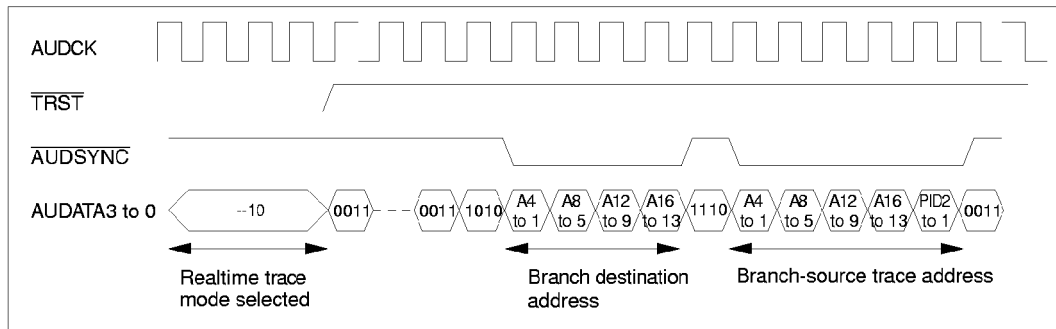 AUDCK
TRST
AUDSYNC
AUDATA3 to 0
--10
0011
0011
1010
A4 to 1
A8 to 5
A12 to 9
A16 to 13
1110
A4 to 1
A8 to 5
A12 to 9
A16 to 13
PID2 to 1
0011
Realtime trace
mode selected
Branch destination
address
Branch-source trace address